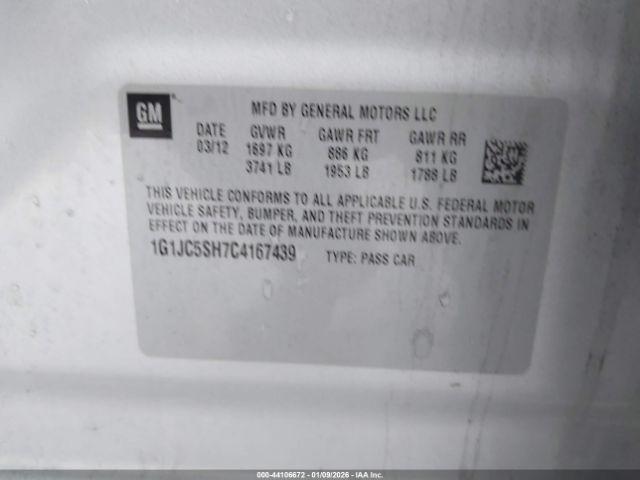 GM
MFD BY GENERAL MOTORS LLC
DATE GVWR GAWR FRT GAWR RR
03/12 1697 KG 886 KG 811 KG
3741 LB 1953 LB 1788 LB
THIS VEHICLE CONFORMS TO ALL APPLICABLE U.S. FEDERAL MOTOR
VEHICLE SAFETY, BUMPER, AND THEFT PREVENTION STANDARDS IN
EFFECT ON THE DATE OF MANUFACTURE SHOWN ABOVE.
1G1JC5SH7C4167439 TYPE: PASS CAR
000-44106672 - 01/09/2026 - IAA Inc.